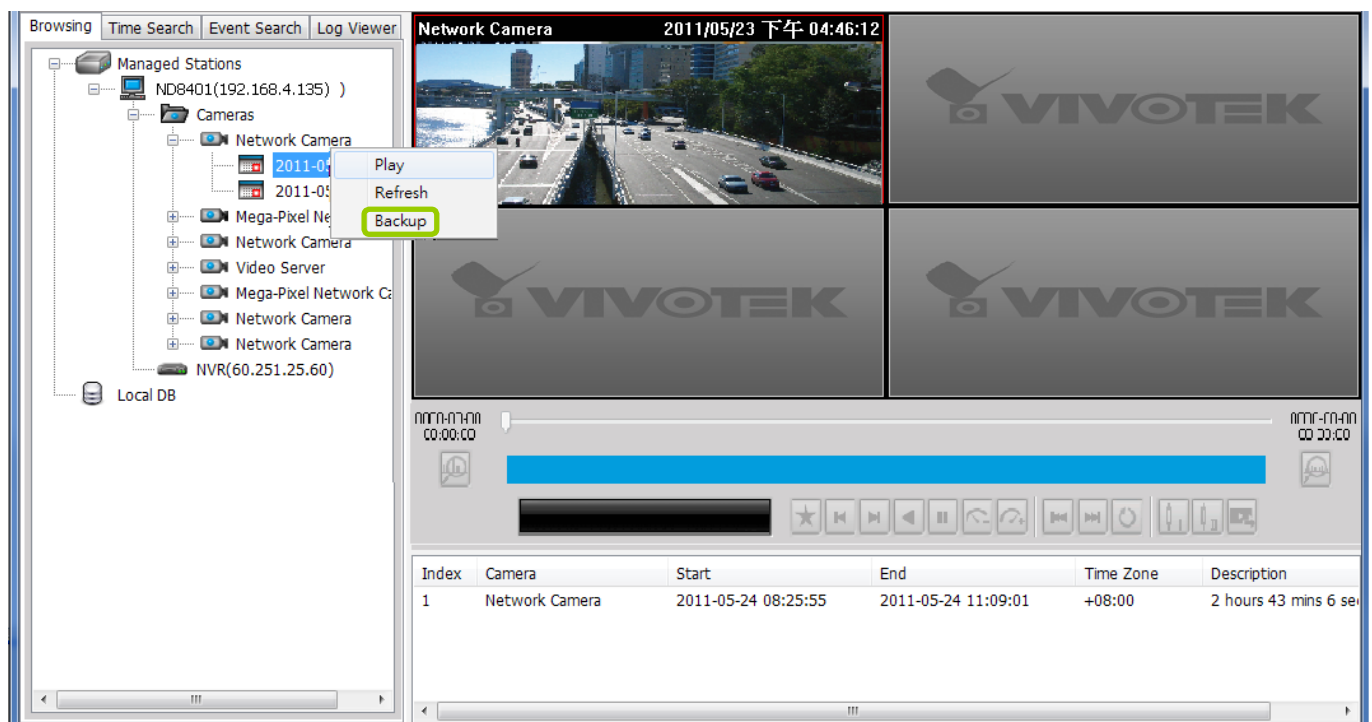 Browsing Time Search Event Search Log Viewer
Managed Stations
ND8401(192.168.4.135) )
Cameras
Network Camera
2011-05
2011-05
Mega-Pixel Ne
Network Camera
Video Server
Mega-Pixel Network Ca
Network Camera
Network Camera
NVR(60.251.25.60)
Local DB
Play
Refresh
Backup
Network Camera 2011/05/23 下午 04:46:12
VIVOTEK
VIVOTEK
VIVOTEK
Index Camera Start End Time Zone Description
1 Network Camera 2011-05-24 08:25:55 2011-05-24 11:09:01 +08:00 2 hours 43 mins 6 se